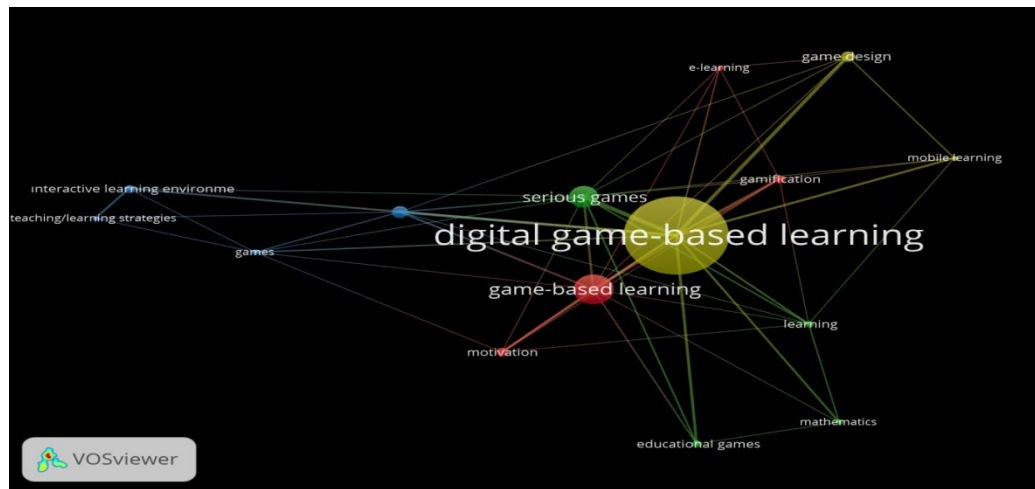 game design
e-learning
mobile learning
gamification
interactive learning environme
serious games
teaching/learning strategies
digital game-based learning
games
game-based learning
learning
motivation
mathematics
educational games
VOSviewer